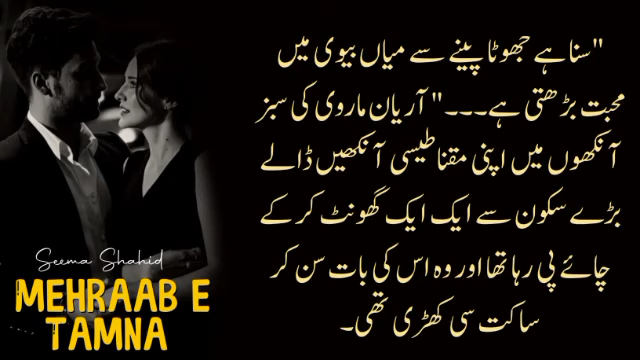 "سنا ہے جھوٹا پینے سے میاں بیوی میں
محبت بڑھتی ہے۔۔۔" آریان ماروی کی سبز
آنکھوں میں اپنی مقناطیسی آنکھیں ڈالے
بڑے سکون سے ایک ایک گھونٹ کر کے
چائے پی رہا تھا اور وہ اس کی بات سن کر
ساکت سی کھڑی تھی۔
Seema Shahid
MEHRAAB E
TAMNA